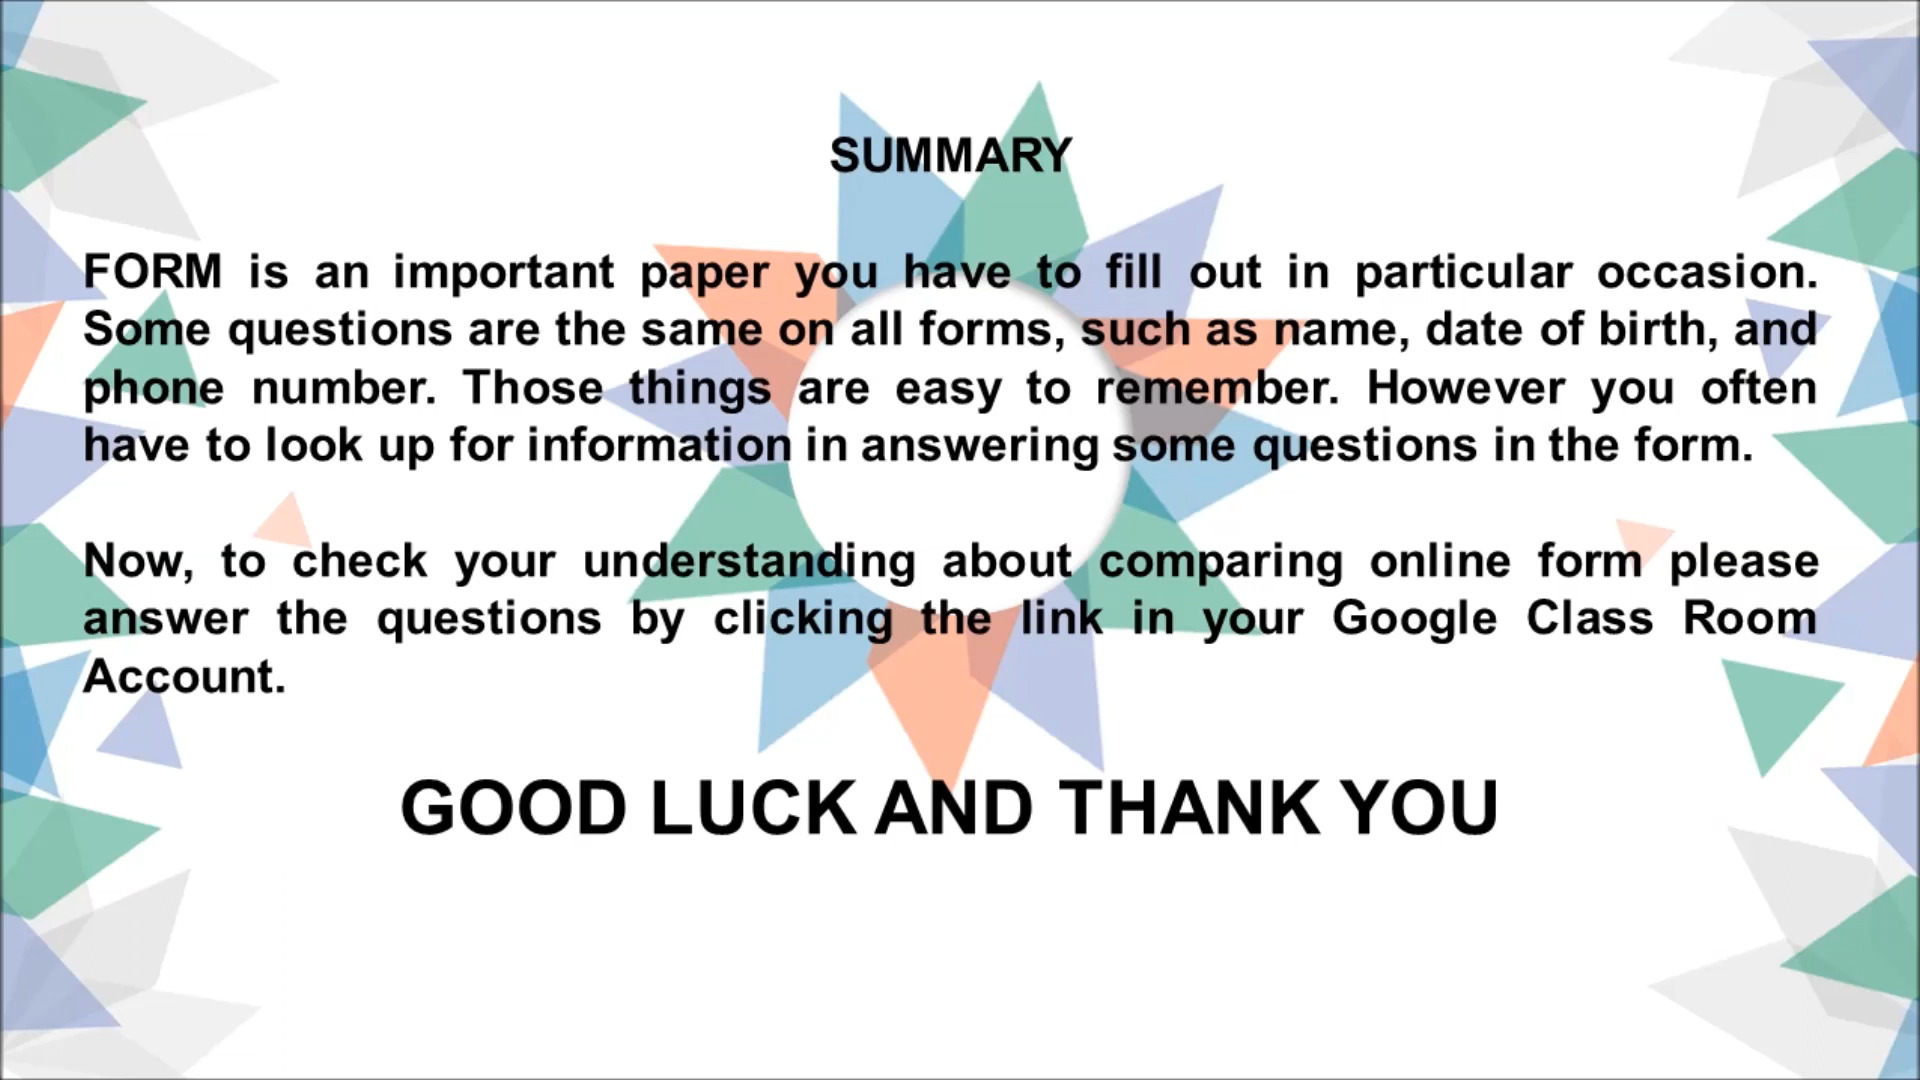 SUMMARY
FORM is an important paper you have to fill out in particular occasion.
Some questions are the same on all forms, such as name, date of birth, and
phone number. Those things are easy to remember. However you often
have to look up for information in answering some questions in the form.
Now, to check your understanding about comparing online form please
answer the questions by clicking the link in your Google Class Room
Account.
GOOD LUCK AND THANK YOU